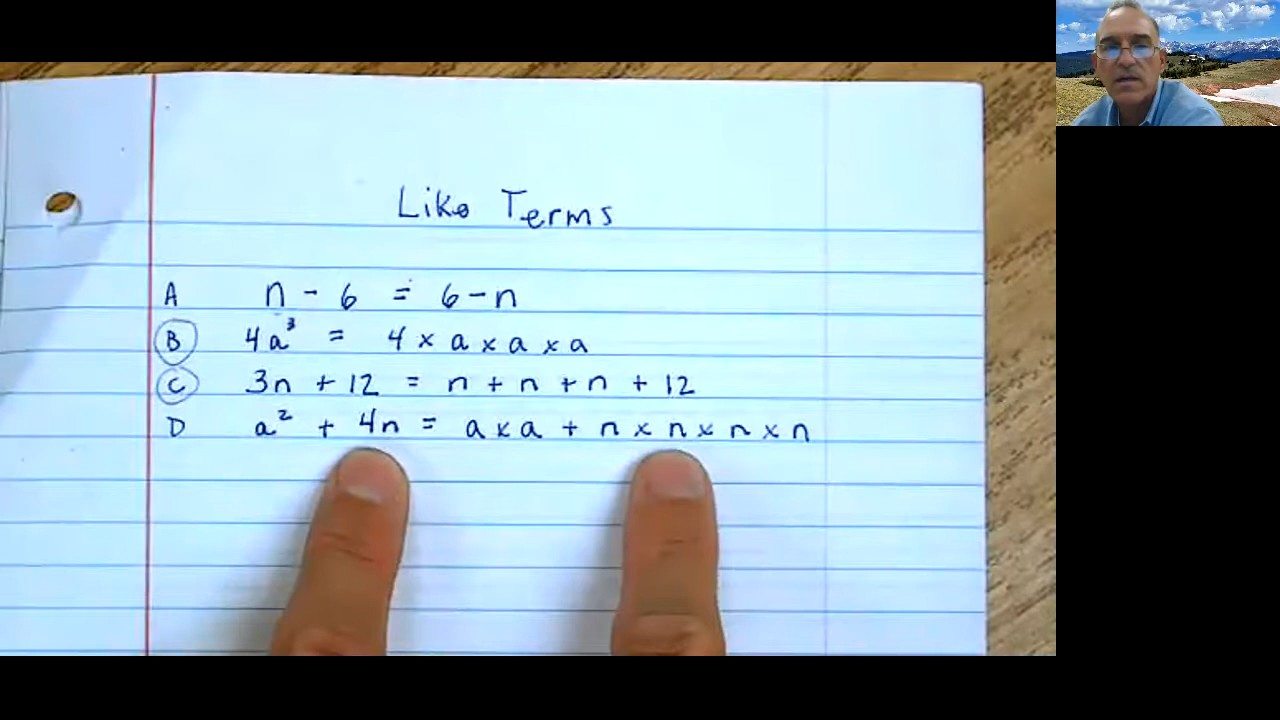 Like Terms
A n - 6 = 6 - n
B 4a³ = 4 × a × a × a
C 3n + 12 = n + n + n + 12
D a² + 4n = a × a + n × n × n × n